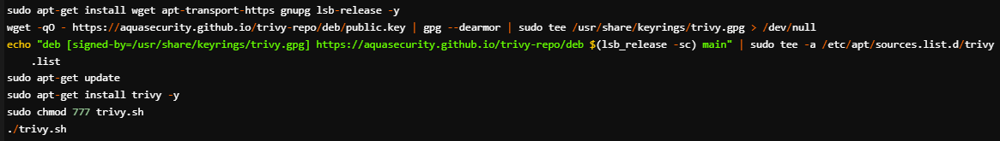 sudo apt-get install wget apt-transport-https gnupg lsb-release -y
wget -qO - https://aquasecurity.github.io/trivy-repo/deb/public.key | gpg --dearmor | sudo tee /usr/share/keyrings/trivy.gpg > /dev/null
echo "deb [signed-by=/usr/share/keyrings/trivy.gpg] https://aquasecurity.github.io/trivy-repo/deb $(lsb_release -sc) main" | sudo tee -a /etc/apt/sources.list.d/trivy
.list
sudo apt-get update
sudo apt-get install trivy -y
sudo chmod 777 trivy.sh
./trivy.sh